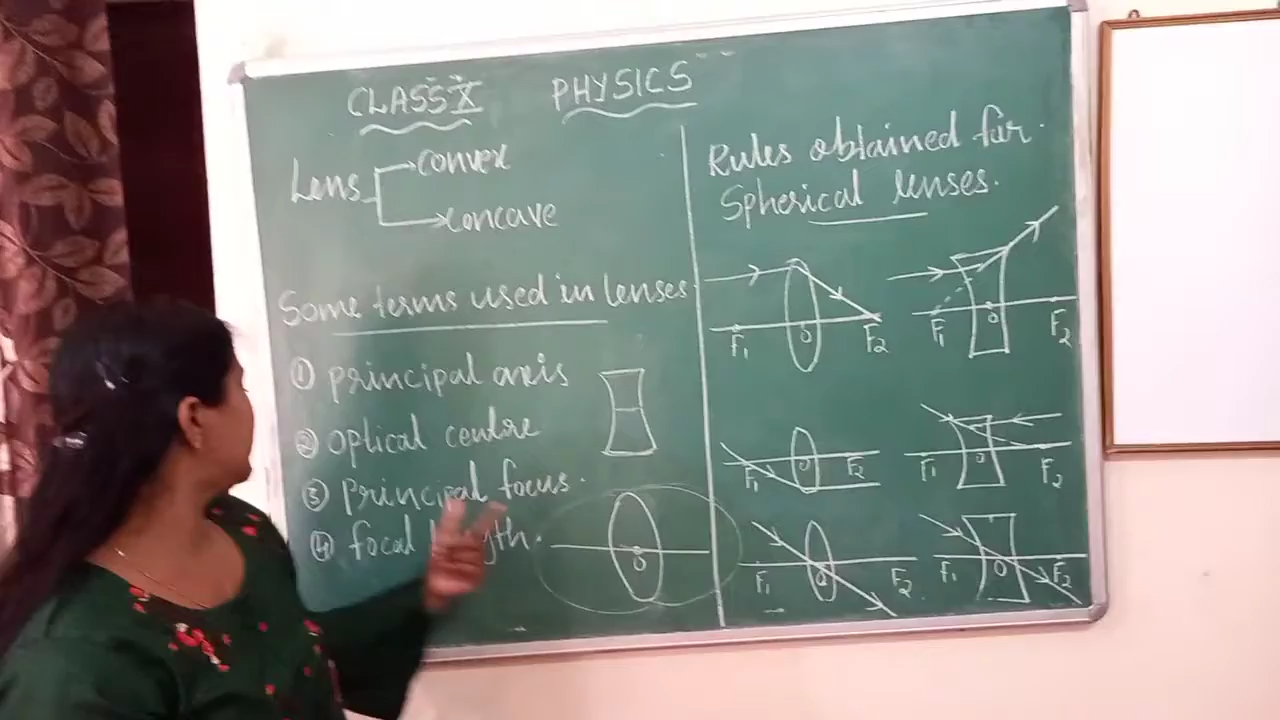 CLASS X PHYSICS
Lens
Convex
Concave
Some terms used in lenses
① principal axis
② optical centre
③ principal focus.
④ focal length.
O
Rules obtained for
Spherical lenses.
F₁ O F₂
F₁ O F₂
F₁ O F₂
F₁ O F₂
F₁ O F₂
F₁ O F₂